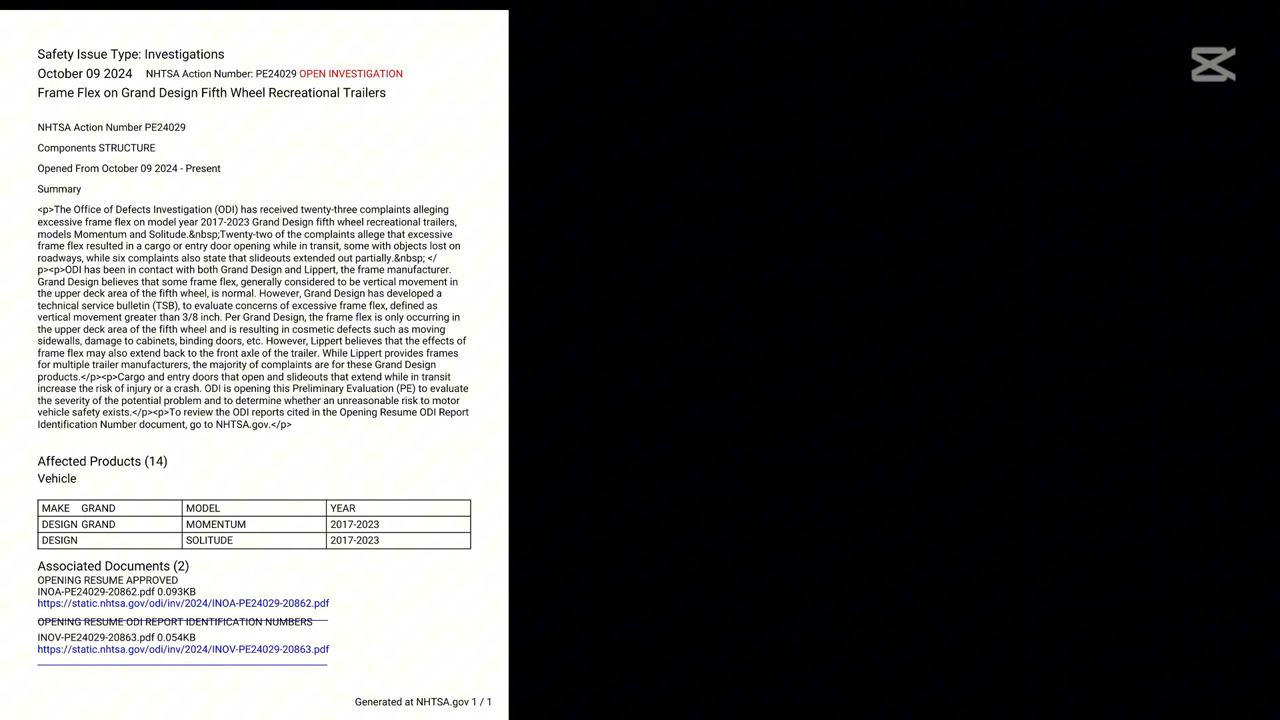 Safety Issue Type: Investigations
October 09 2024 NHTSA Action Number: PE24029 OPEN INVESTIGATION
Frame Flex on Grand Design Fifth Wheel Recreational Trailers
NHTSA Action Number PE24029
Components STRUCTURE
Opened From October 09 2024 - Present
Summary
<p>The Office of Defects Investigation (ODI) has received twenty-three complaints alleging
excessive frame flex on model year 2017-2023 Grand Design fifth wheel recreational trailers,
models Momentum and Solitude.&nbsp;Twenty-two of the complaints allege that excessive
frame flex resulted in a cargo or entry door opening while in transit, some with objects lost on
roadways, while six complaints also state that slideouts extended out partially.&nbsp; </
p><p>ODI has been in contact with both Grand Design and Lippert, the frame manufacturer.
Grand Design believes that some frame flex, generally considered to be vertical movement in
the upper deck area of the fifth wheel, is normal. However, Grand Design has developed a
technical service bulletin (TSB), to evaluate concerns of excessive frame flex, defined as
vertical movement greater than 3/8 inch. Per Grand Design, the frame flex is only occurring in
the upper deck area of the fifth wheel and is resulting in cosmetic defects such as moving
sidewalls, damage to cabinets, binding doors, etc. However, Lippert believes that the effects of
frame flex may also extend back to the front axle of the trailer. While Lippert provides frames
for multiple trailer manufacturers, the majority of complaints are for these Grand Design
products.</p><p>Cargo and entry doors that open and slideouts that extend while in transit
increase the risk of injury or a crash. ODI is opening this Preliminary Evaluation (PE) to evaluate
the severity of the potential problem and to determine whether an unreasonable risk to motor
vehicle safety exists.</p><p>To review the ODI reports cited in the Opening Resume ODI Report
Identification Number document, go to NHTSA.gov.</p>
Affected Products (14)
Vehicle
MAKE GRAND MODEL YEAR
DESIGN GRAND MOMENTUM 2017-2023
DESIGN SOLITUDE 2017-2023
Associated Documents (2)
OPENING RESUME APPROVED
INOA-PE24029-20862.pdf 0.093KB
https://static.nhtsa.gov/odi/inv/2024/INOA-PE24029-20862.pdf
OPENING RESUME ODI REPORT IDENTIFICATION NUMBERS
INOV-PE24029-20863.pdf 0.054KB
https://static.nhtsa.gov/odi/inv/2024/INOV-PE24029-20863.pdf
Generated at NHTSA.gov 1 / 1